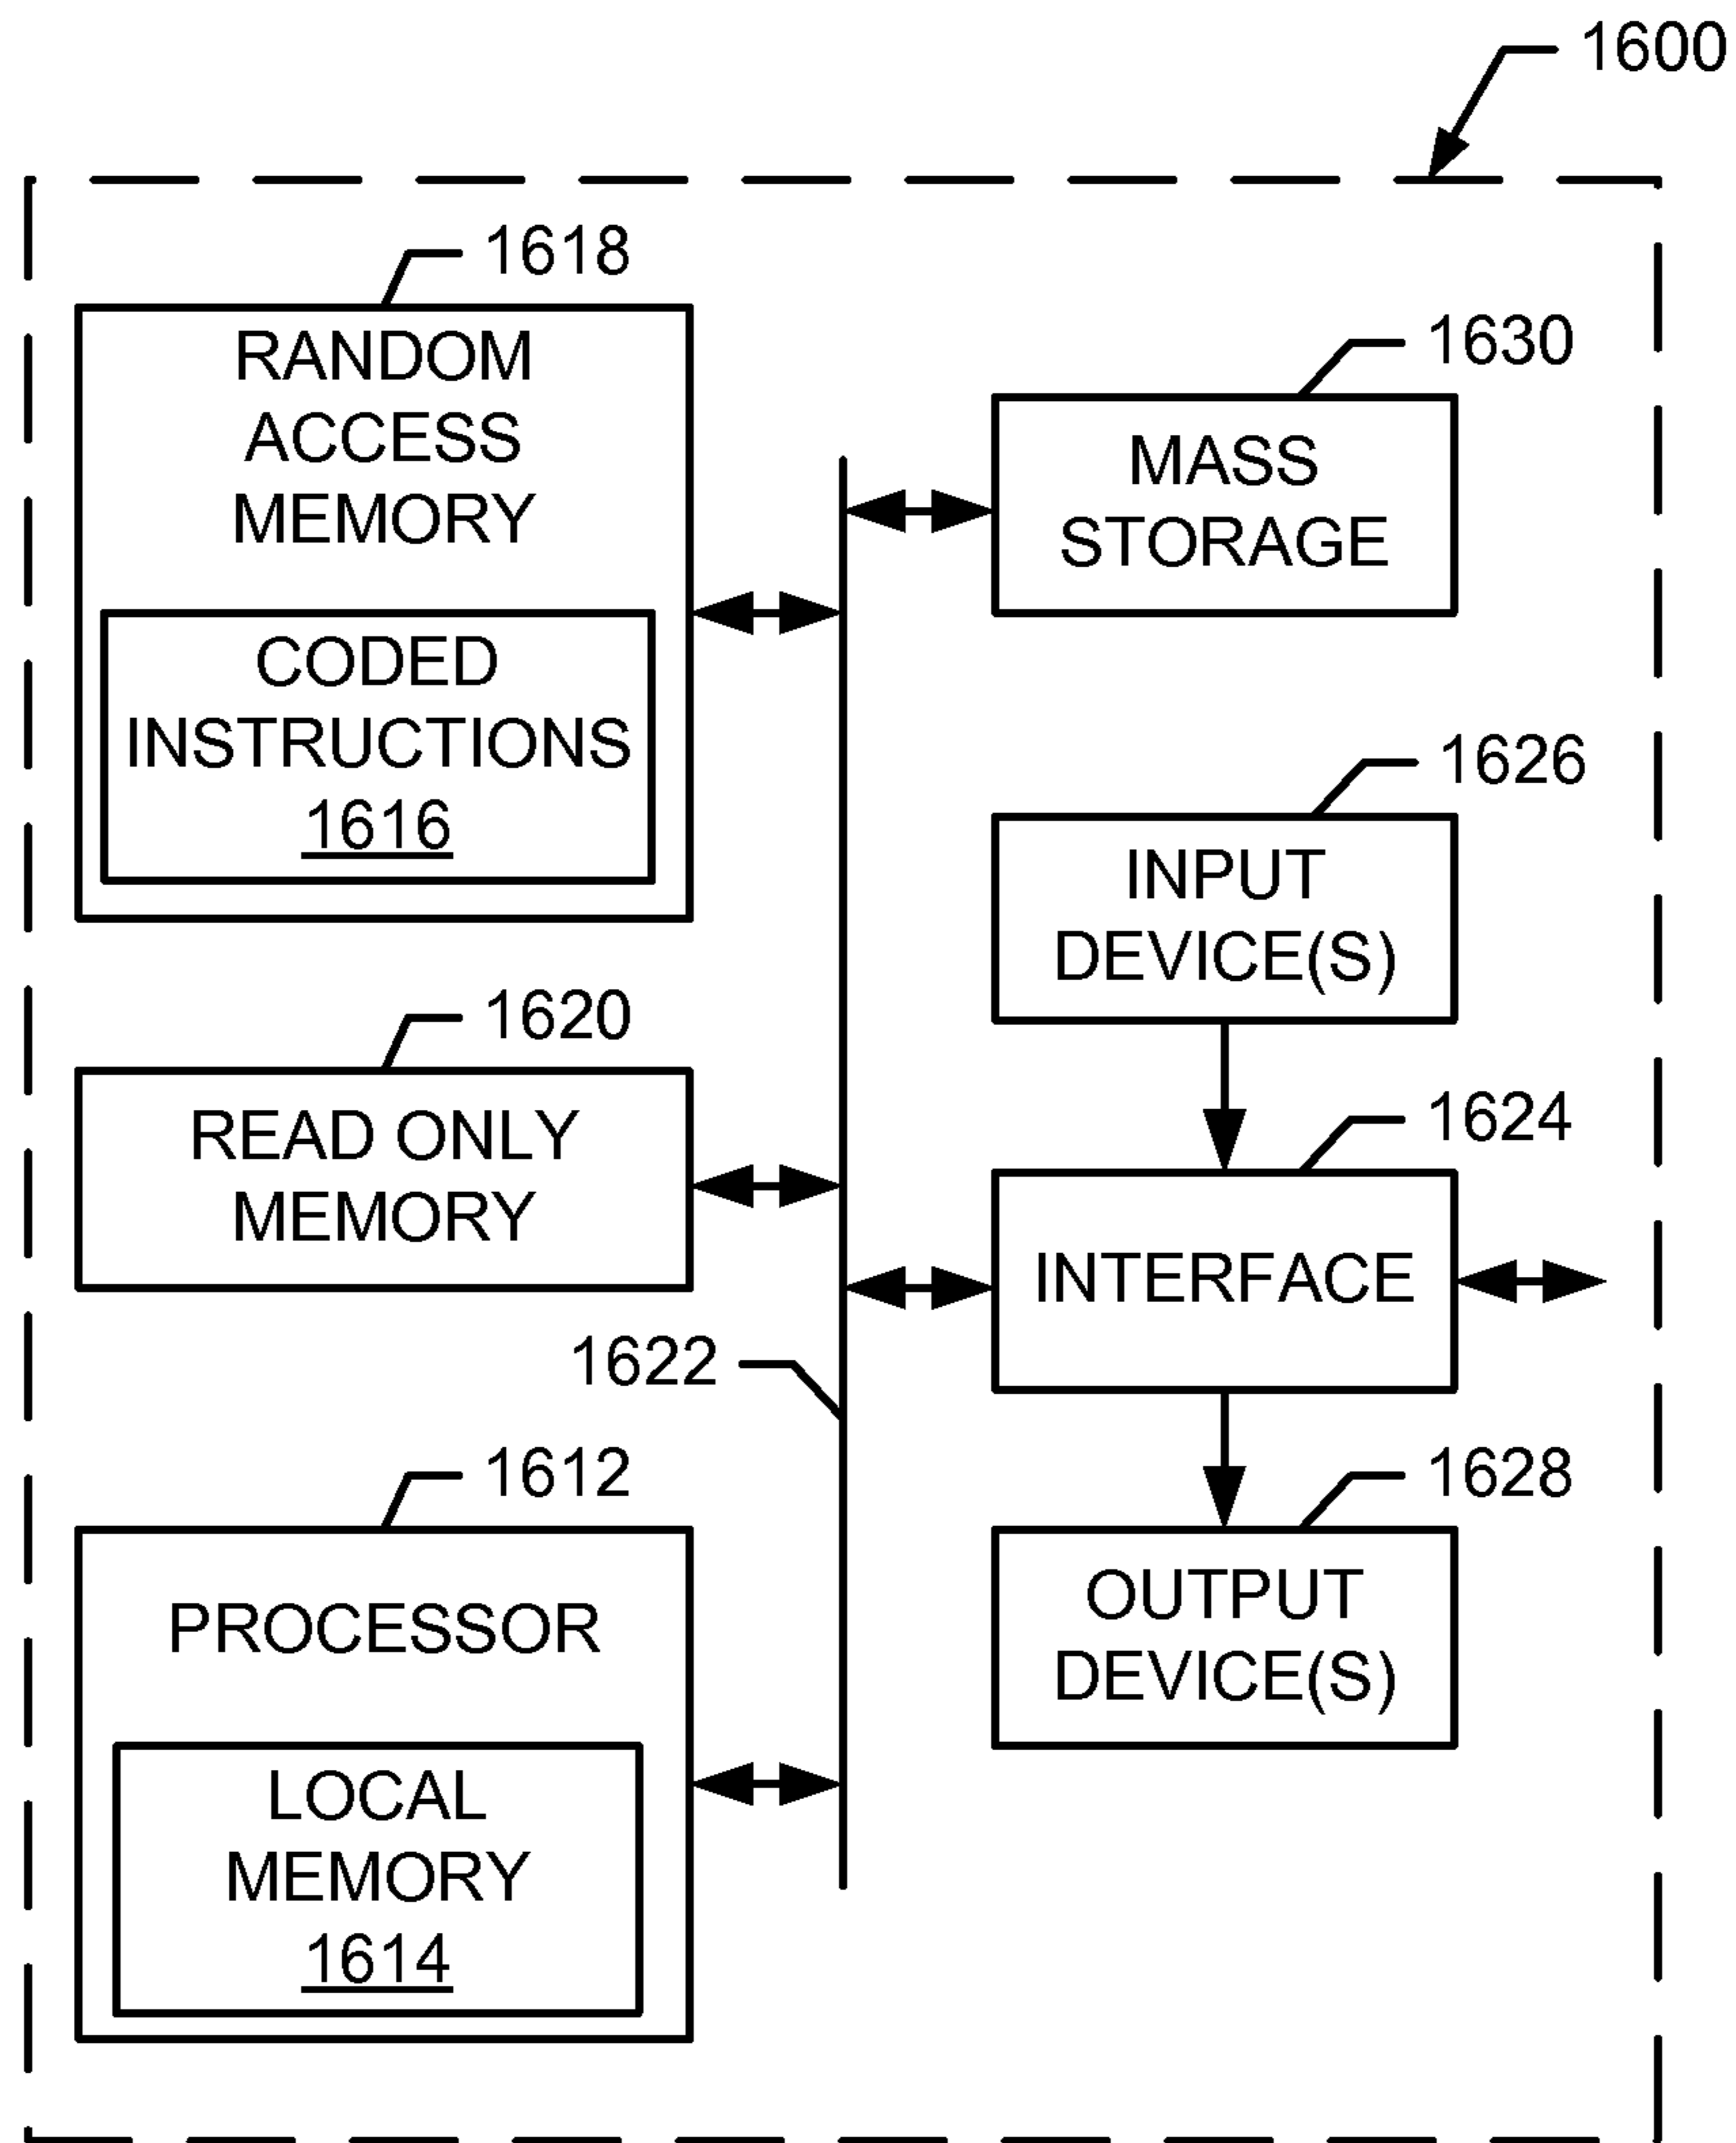 1600
1618
RANDOM
ACCESS
MEMORY
CODED
INSTRUCTIONS
1616
1630
MASS
STORAGE
1626
INPUT
DEVICE(S)
1620
READ ONLY
MEMORY
1624
INTERFACE
1622
1612
PROCESSOR
LOCAL
MEMORY
1614
1628
OUTPUT
DEVICE(S)